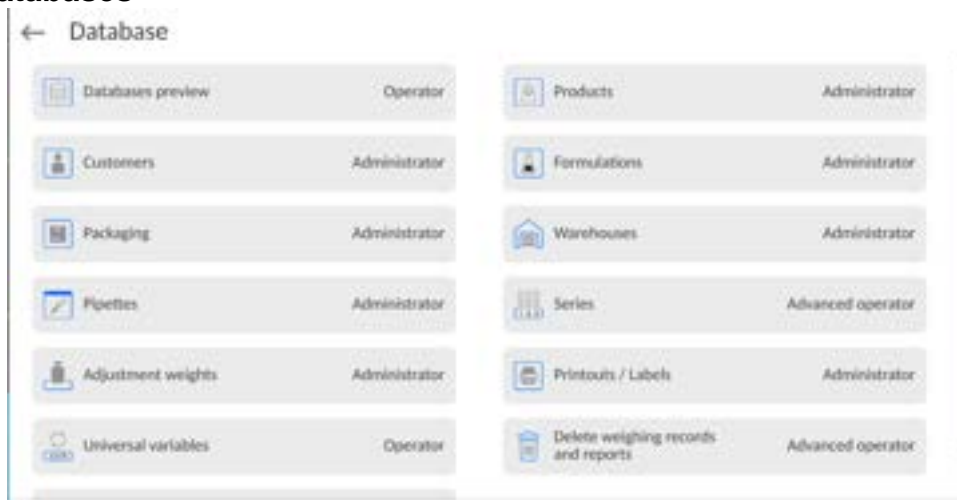 ← Database
Databases preview Operator
Products Administrator
Customers Administrator
Formulations Administrator
Packaging Administrator
Warehouses Administrator
Pipettes Administrator
Series Advanced operator
Adjustment weights Administrator
Printouts / Labels Administrator
Universal variables Operator
Delete weighing records
and reports Advanced operator